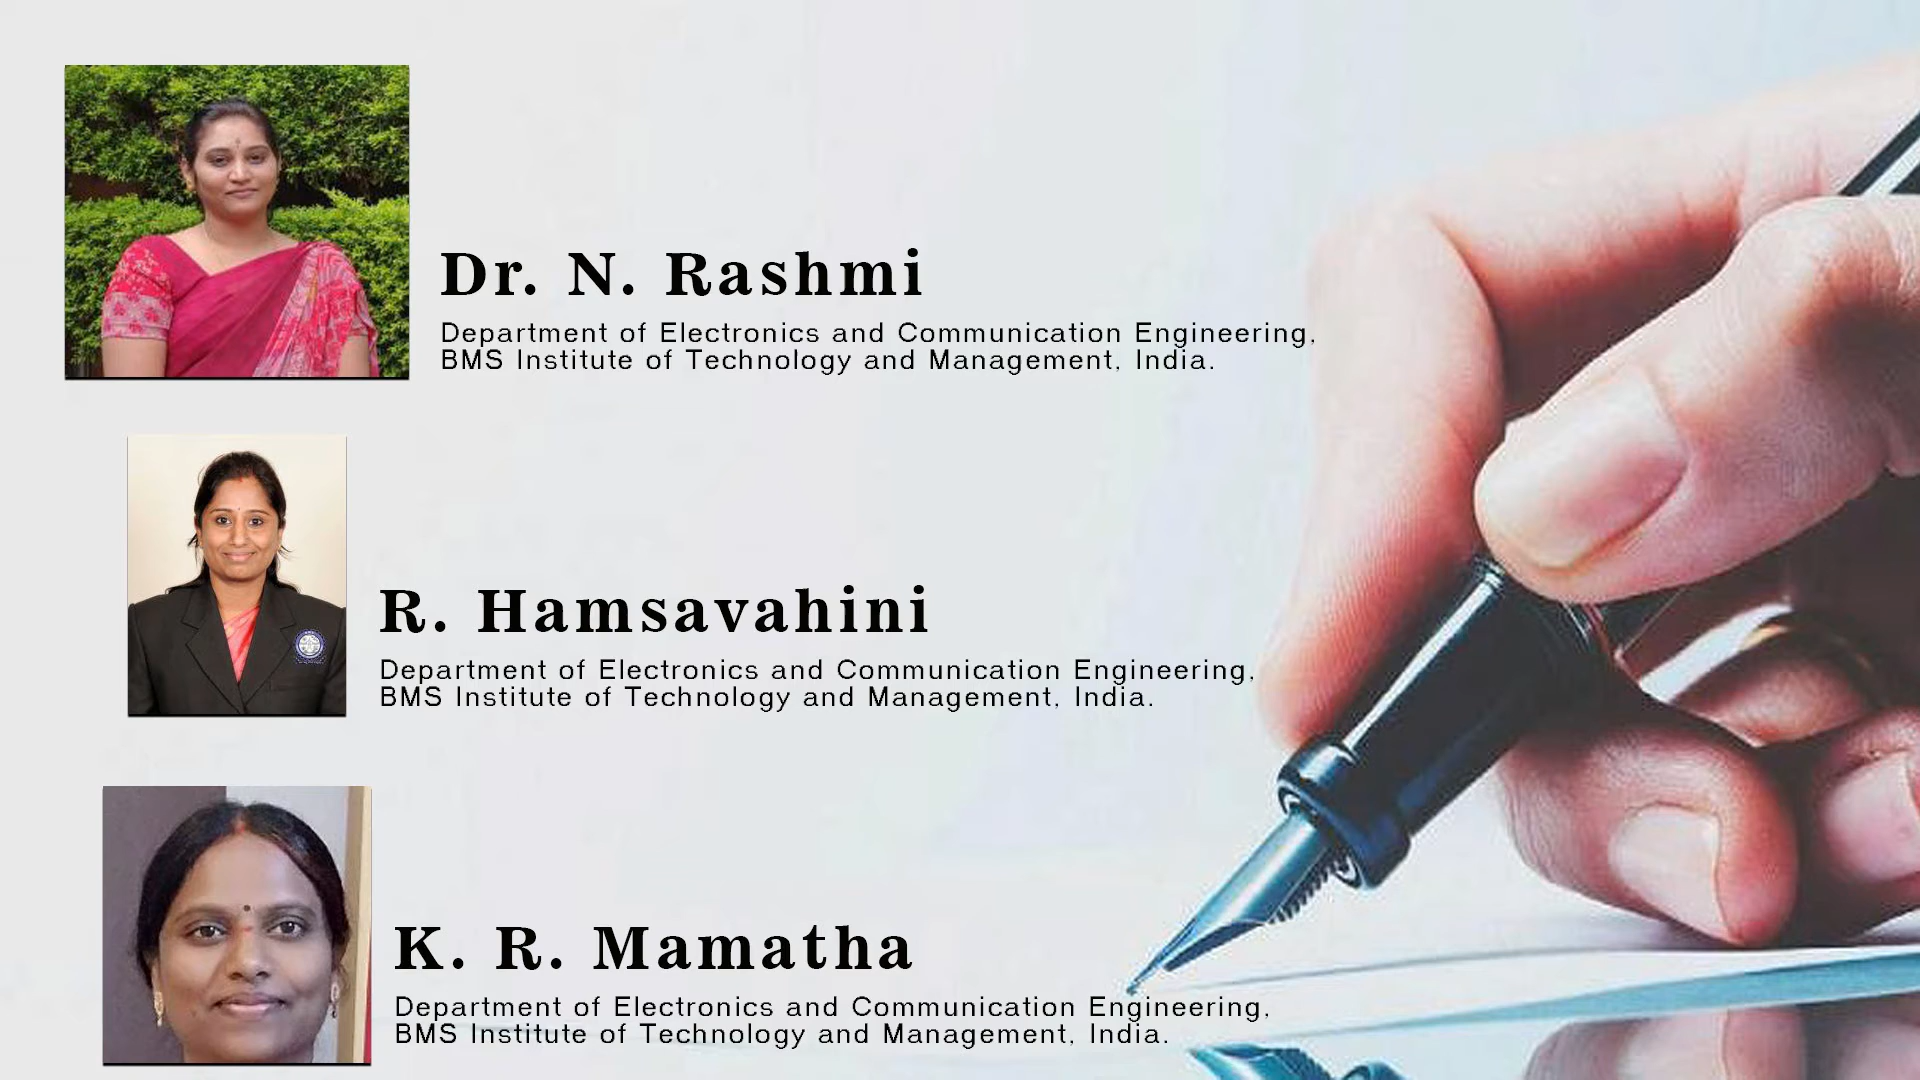 Dr. N. Rashmi
Department of Electronics and Communication Engineering,
BMS Institute of Technology and Management, India.
R. Hamsavahini
Department of Electronics and Communication Engineering,
BMS Institute of Technology and Management, India.
K. R. Mamatha
Department of Electronics and Communication Engineering,
BMS Institute of Technology and Management, India.